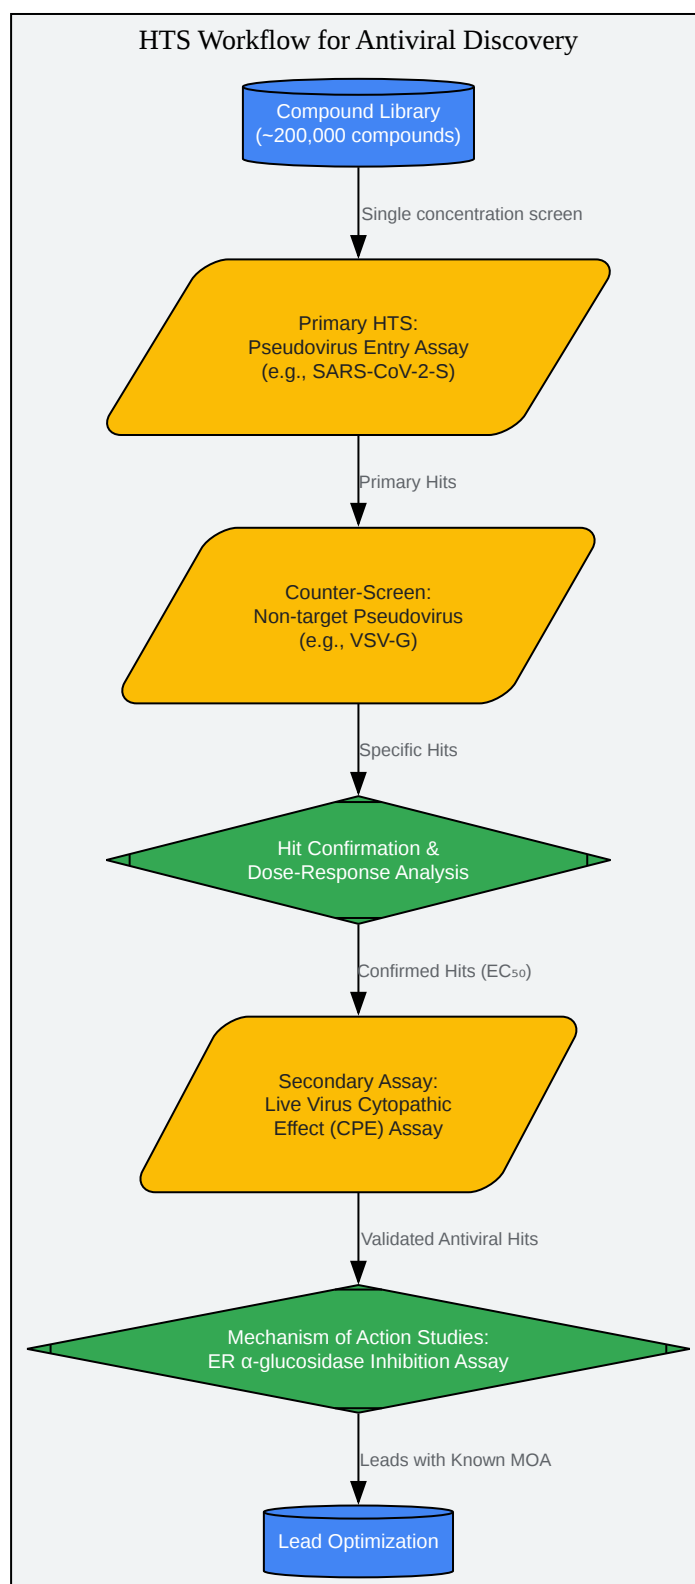 HTS Workflow for Antiviral Discovery
Compound Library
(~200,000 compounds)
Single concentration screen
Primary HTS:
Pseudovirus Entry Assay
(e.g., SARS-CoV-2-S)
Primary Hits
Counter-Screen:
Non-target Pseudovirus
(e.g., VSV-G)
Specific Hits
Hit Confirmation &
Dose-Response Analysis
Confirmed Hits (EC₅₀)
Secondary Assay:
Live Virus Cytopathic
Effect (CPE) Assay
Validated Antiviral Hits
Mechanism of Action Studies:
ER α-glucosidase Inhibition Assay
Leads with Known MOA
Lead Optimization